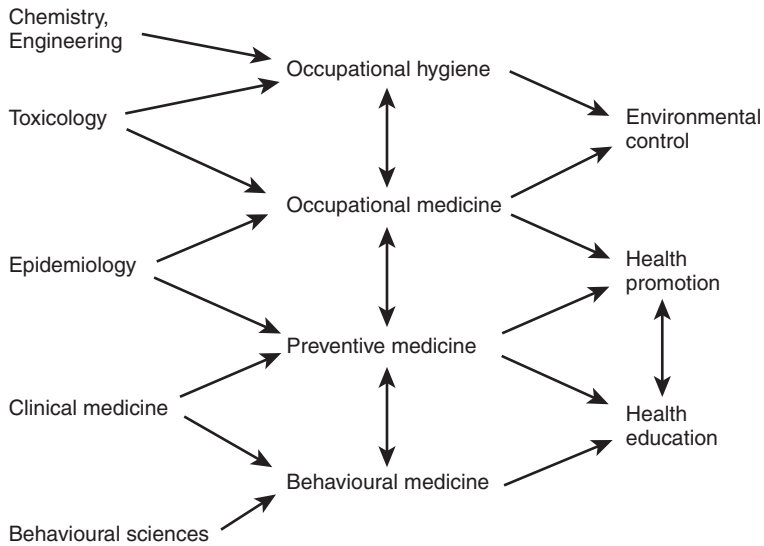 Chemistry,
Engineering
Toxicology
Epidemiology
Clinical medicine
Behavioural sciences
Occupational hygiene
Occupational medicine
Preventive medicine
Behavioural medicine
Environmental
control
Health
promotion
Health
education